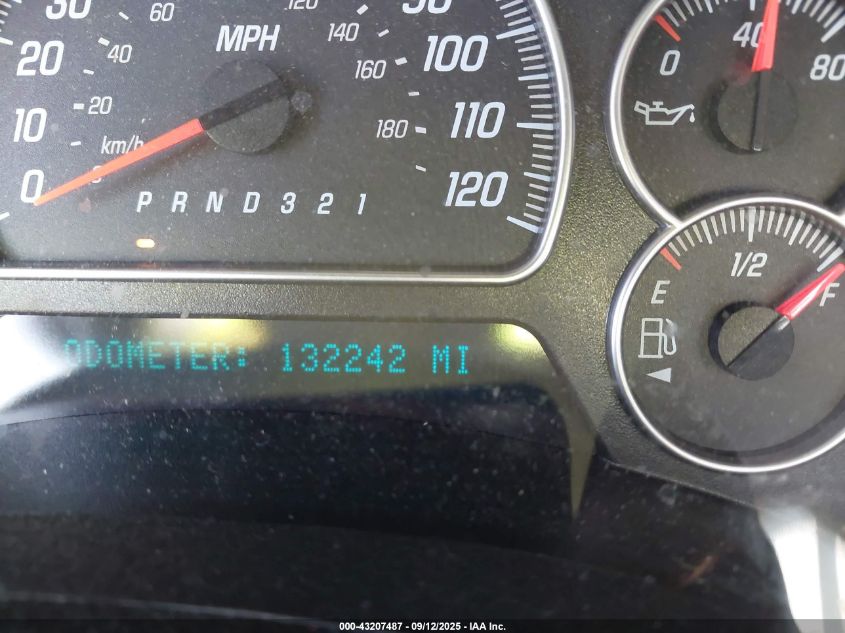 30 60 120 90
MPH
20 40 140 100
160
10 20 180 110
km/h
0 120
P R N D 3 2 1
0 40 80
1/2
E F
ODOMETER: 132242 MI
000-43207487 - 09/12/2025 - IAA Inc.